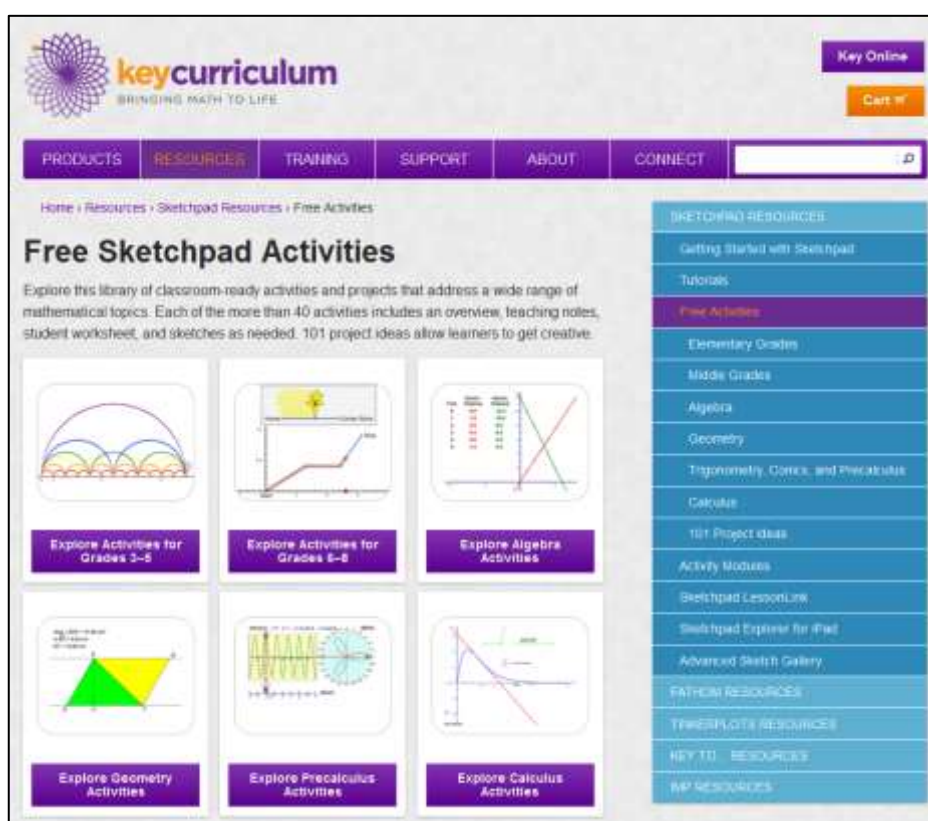 keycurriculum
BRINGING MATH TO LIFE
Key Online
Cart
PRODUCTS RESOURCES TRAINING SUPPORT ABOUT CONNECT
Home › Resources › Sketchpad Resources › Free Activities
Free Sketchpad Activities
Explore this library of classroom-ready activities and projects that address a wide range of
mathematical topics. Each of the more than 40 activities includes an overview, teaching notes,
student worksheet, and sketches as needed. 101 project ideas allow learners to get creative.
Explore Activities for
Grades 3–5
Explore Activities for
Grades 6–8
Explore Algebra
Activities
Explore Geometry
Activities
Explore Precalculus
Activities
Explore Calculus
Activities
SKETCHPAD RESOURCES
Getting Started with Sketchpad
Tutorials
Free Activities
Elementary Grades
Middle Grades
Algebra
Geometry
Trigonometry, Conics, and Precalculus
Calculus
101 Project Ideas
Activity Modules
Sketchpad LessonLink
Sketchpad Explorer for iPad
Advanced Sketch Gallery
FATHOM RESOURCES
TINKERPLOTS RESOURCES
KEY TO... RESOURCES
IMP RESOURCES